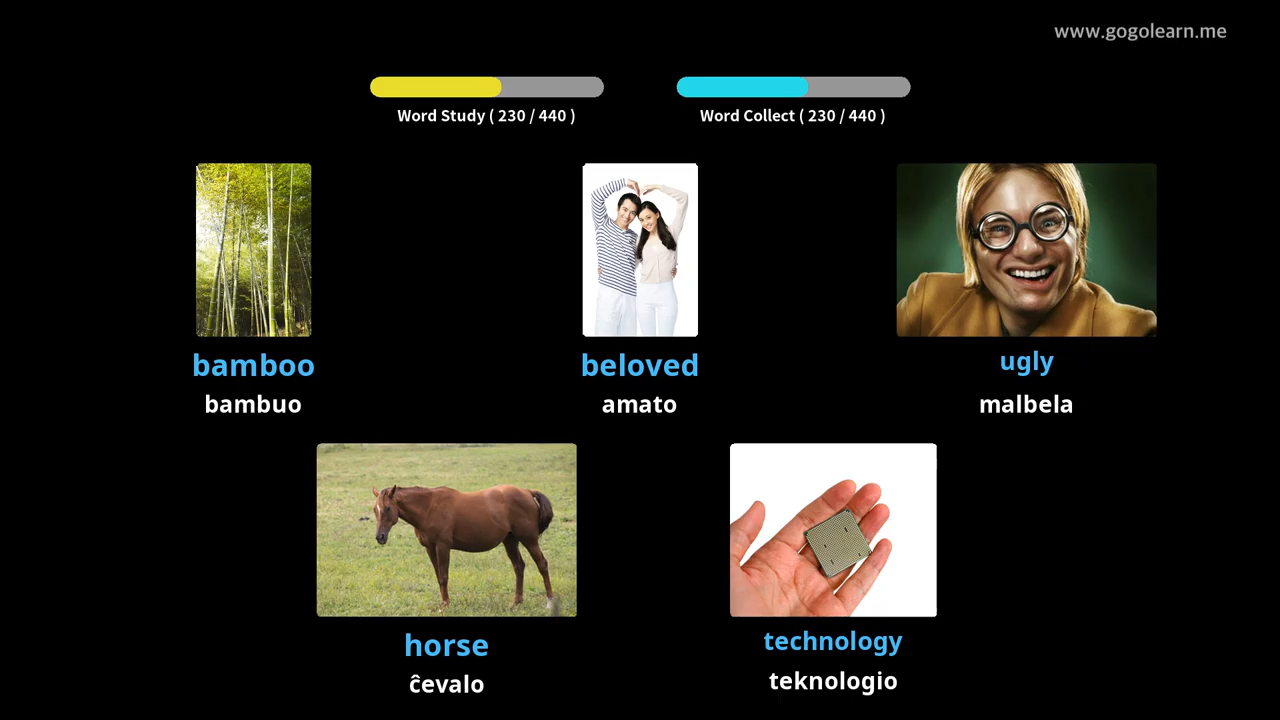 www.gogolearn.me
Word Study ( 230 / 440 )
Word Collect ( 230 / 440 )
bamboo
bambuo
beloved
amato
ugly
malbela
horse
ĉevalo
technology
teknologio